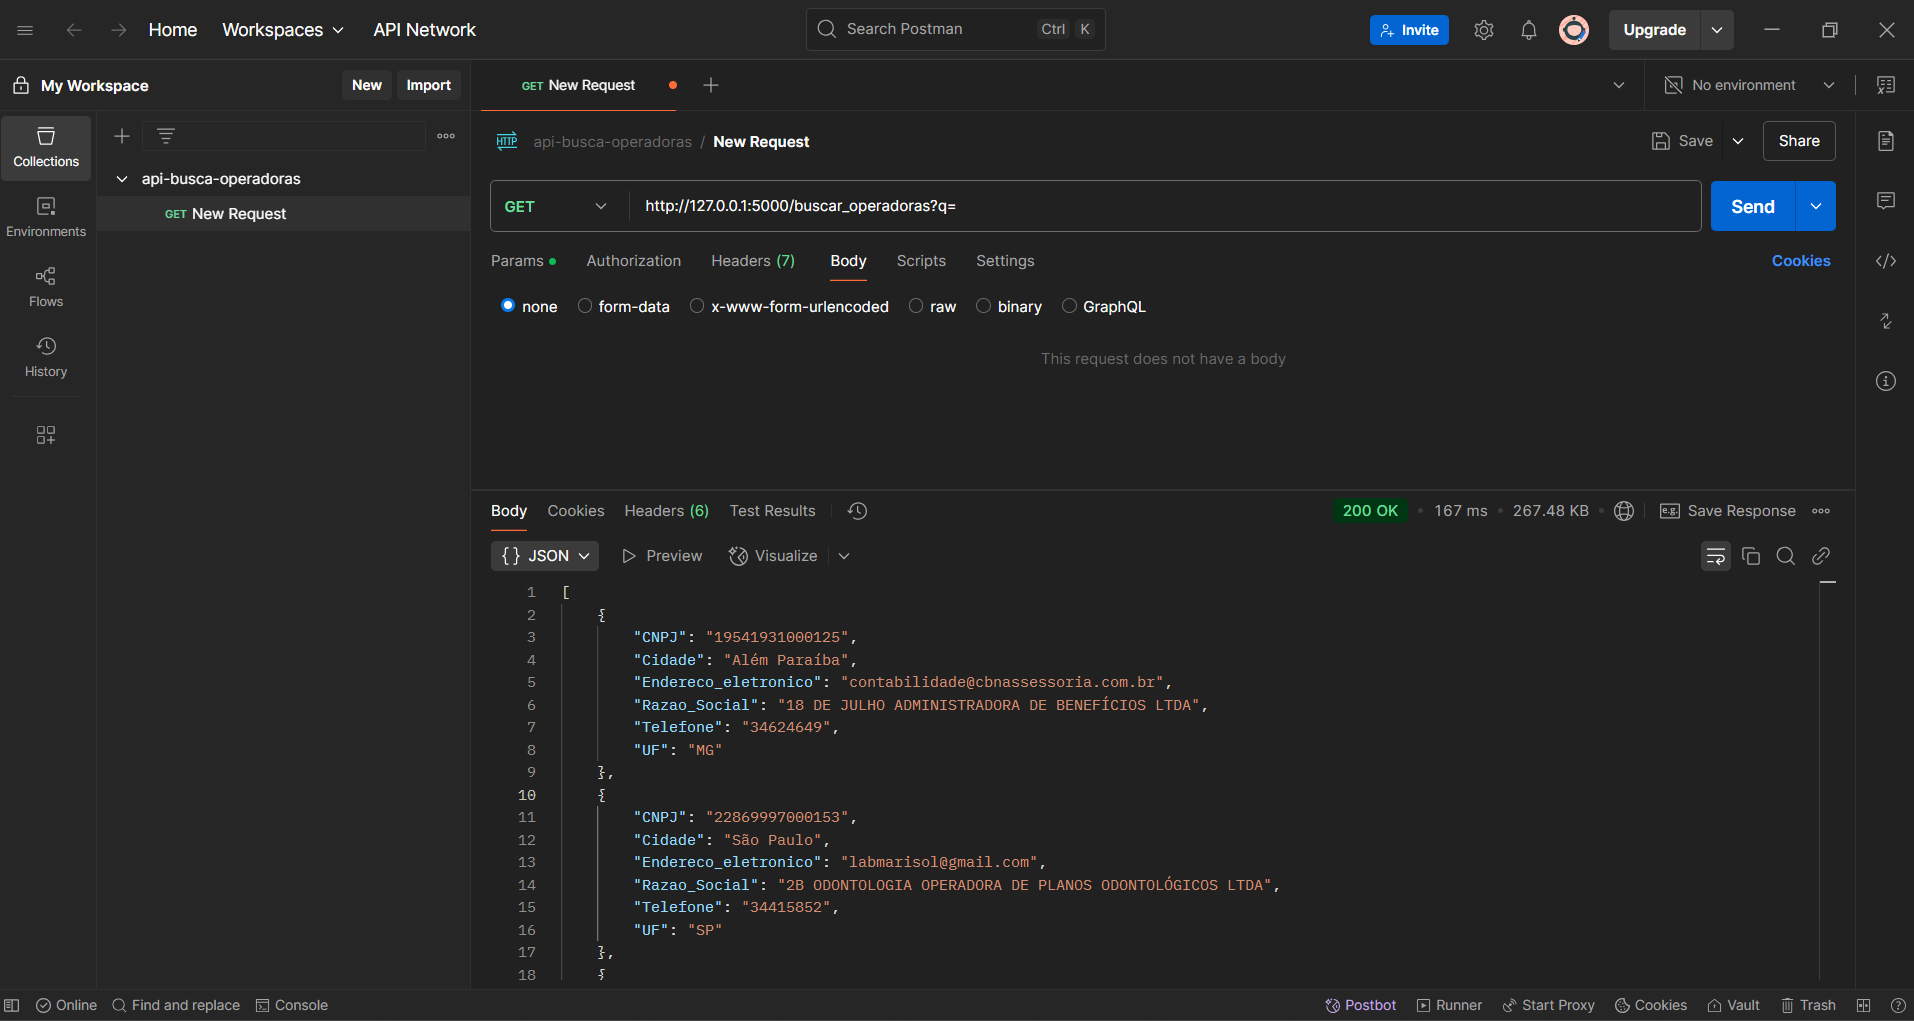 Home Workspaces API Network Search Postman Ctrl K Invite Upgrade
My Workspace New Import GET New Request No environment
Collections
Environments
Flows
History
api-busca-operadoras
GET New Request
HTTP api-busca-operadoras / New Request Save Share
GET http://127.0.0.1:5000/buscar_operadoras?q= Send
Params Authorization Headers (7) Body Scripts Settings Cookies
none form-data x-www-form-urlencoded raw binary GraphQL
This request does not have a body
Body Cookies Headers (6) Test Results 200 OK • 167 ms • 267.48 KB • e.g. Save Response
{} JSON Preview Visualize
1 [
2 {
3 "CNPJ": "19541931000125",
4 "Cidade": "Além Paraíba",
5 "Endereco_eletronico": "contabilidade@cbnassessoria.com.br",
6 "Razao_Social": "18 DE JULHO ADMINISTRADORA DE BENEFÍCIOS LTDA",
7 "Telefone": "34624649",
8 "UF": "MG"
9 },
10 {
11 "CNPJ": "22869997000153",
12 "Cidade": "São Paulo",
13 "Endereco_eletronico": "labmarisol@gmail.com",
14 "Razao_Social": "2B ODONTOLOGIA OPERADORA DE PLANOS ODONTOLÓGICOS LTDA",
15 "Telefone": "34415852",
16 "UF": "SP"
17 },
18 {
Online Find and replace Console Postbot Runner Start Proxy Cookies Vault Trash